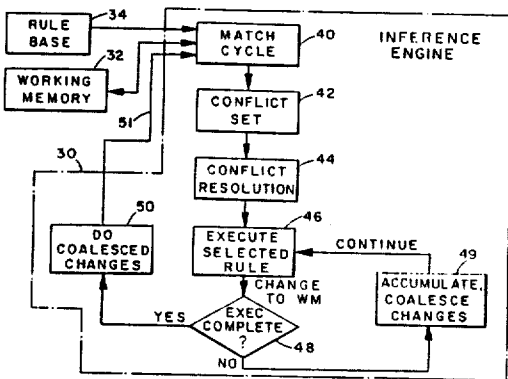 34
RULE
BASE
32
WORKING
MEMORY
MATCH
CYCLE
40
INFERENCE
ENGINE
51
CONFLICT
SET
42
30
CONFLICT
RESOLUTION
44
50
DO
COALESCED
CHANGES
EXECUTE
SELECTED
RULE
46
CONTINUE
49
ACCUMULATE,
COALESCE
CHANGES
CHANGE
TO WM
YES
EXEC
COMPLETE
?
48
NO